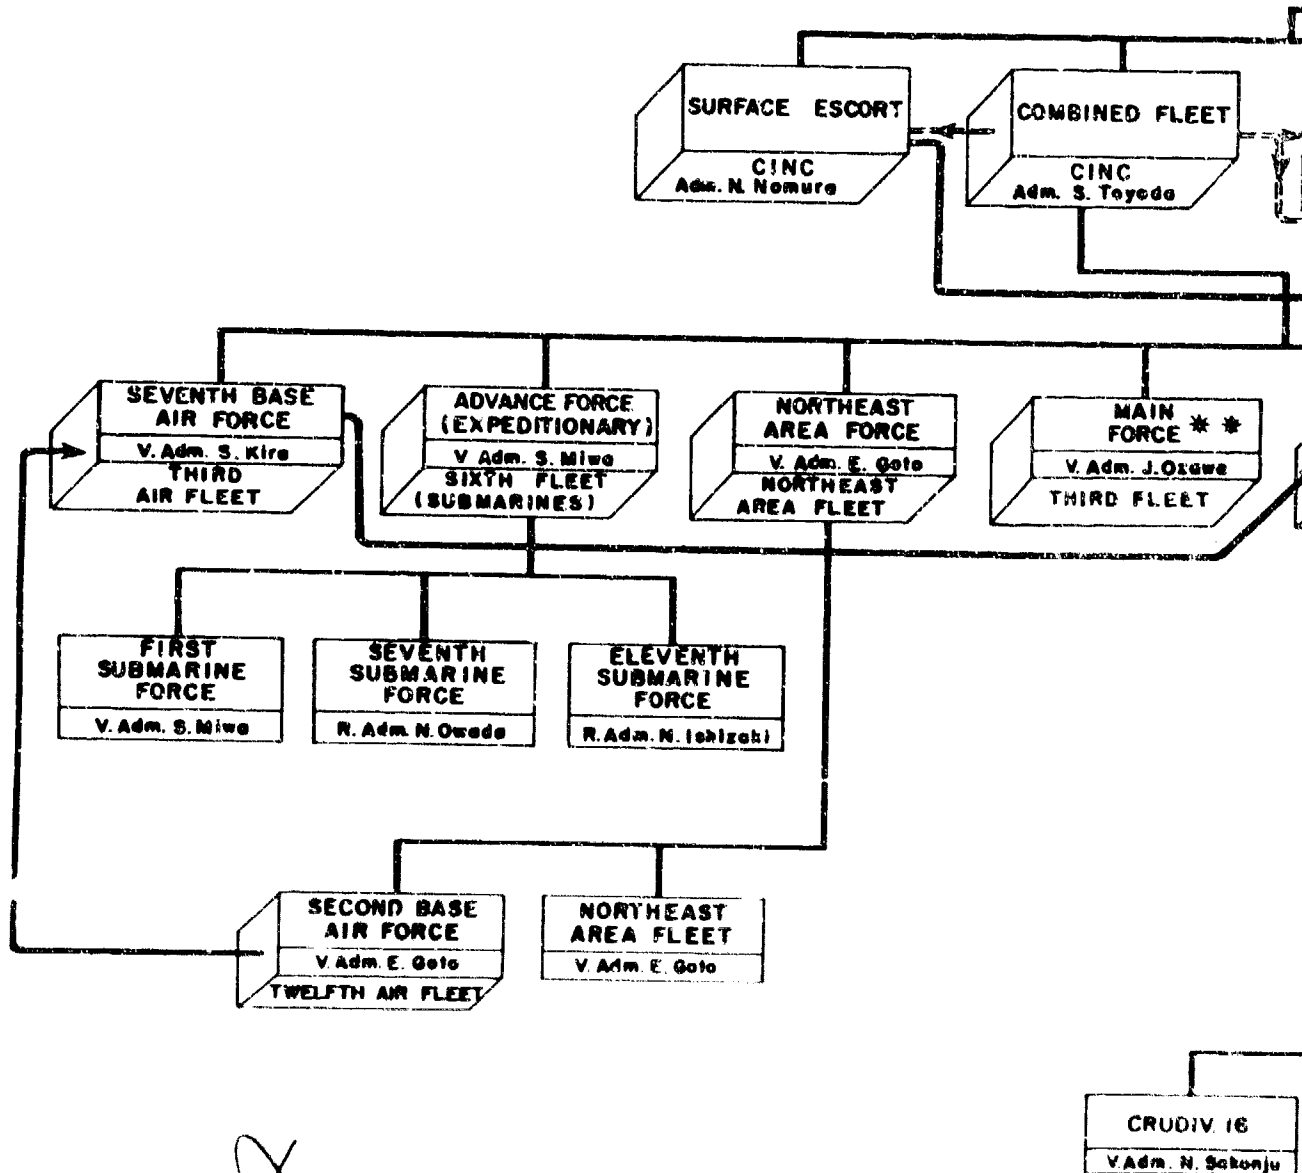 SURFACE ESCORT
CINC
Adm. N. Nomura
COMBINED FLEET
CINC
Adm. S. Toyoda
SEVENTH BASE
AIR FORCE
V. Adm. S. Kira
THIRD
AIR FLEET
ADVANCE FORCE
(EXPEDITIONARY)
V Adm. S. Miwa
SIXTH FLEET
(SUBMARINES)
NORTHEAST
AREA FORCE
V. Adm. E. Goto
NORTHEAST
AREA FLEET
MAIN
FORCE * *
V. Adm. J. Ozawa
THIRD FLEET
FIRST
SUBMARINE
FORCE
V. Adm. S. Miwa
SEVENTH
SUBMARINE
FORCE
R. Adm. N. Owada
ELEVENTH
SUBMARINE
FORCE
R. Adm. N. Ishizaki
SECOND BASE
AIR FORCE
V. Adm. E. Goto
TWELFTH AIR FLEET
NORTHEAST
AREA FLEET
V. Adm. E. Goto
CRUDIV. 16
V Adm. N. Sakonju